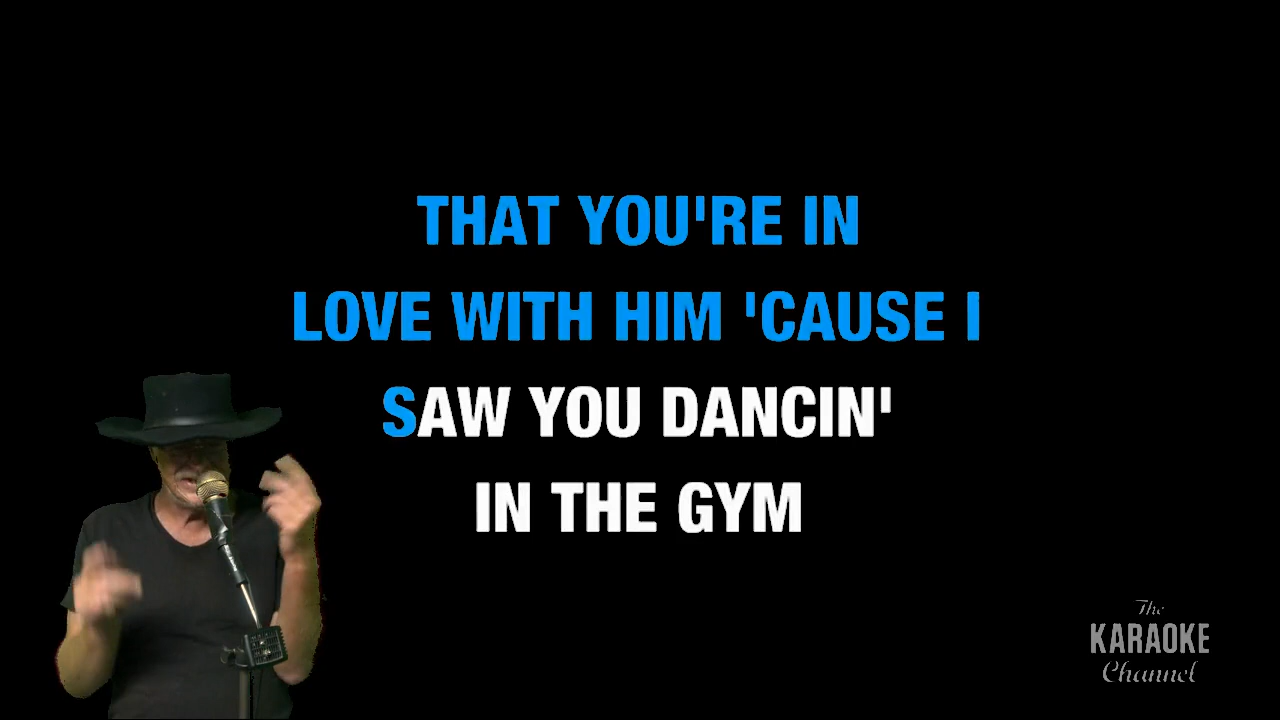 THAT YOU'RE IN
LOVE WITH HIM 'CAUSE I
SAW YOU DANCIN'
IN THE GYM
The
KARAOKE
Channel